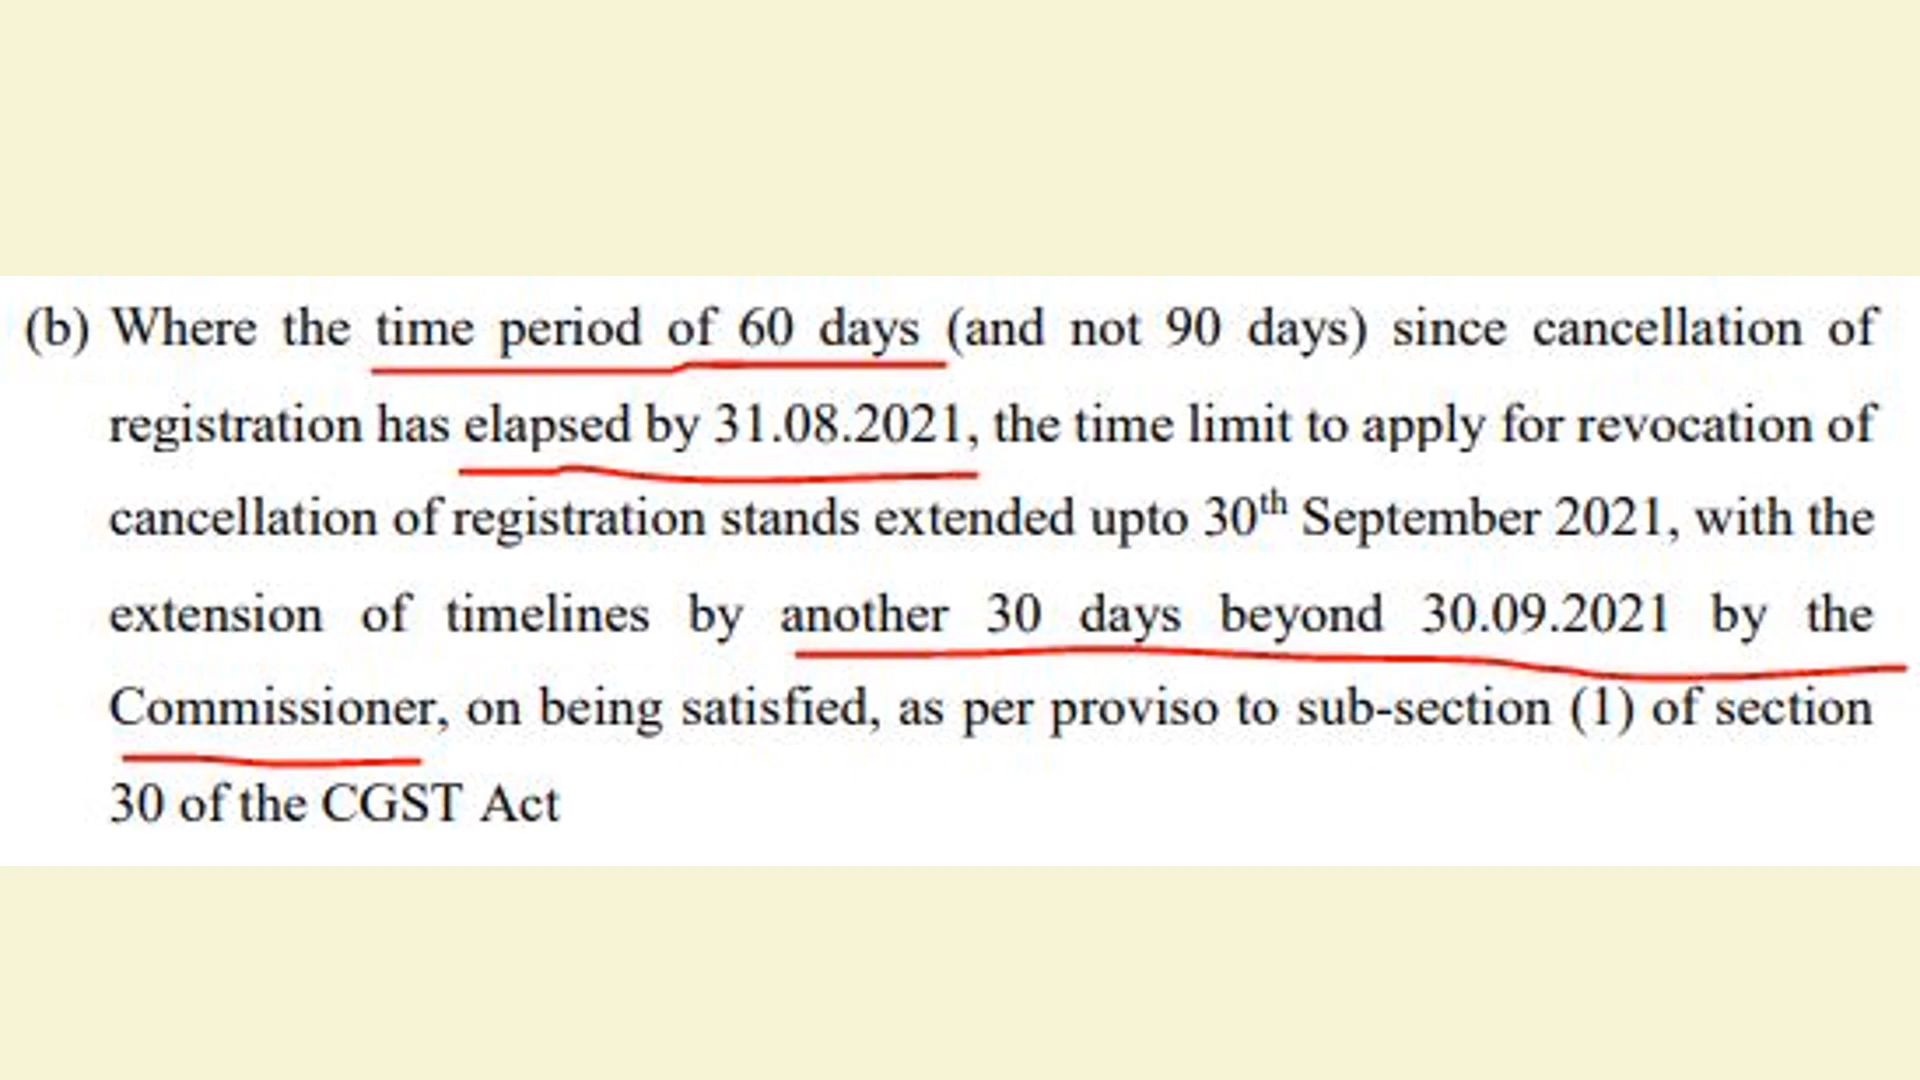 (b) Where the time period of 60 days (and not 90 days) since cancellation of
registration has elapsed by 31.08.2021, the time limit to apply for revocation of
cancellation of registration stands extended upto 30th September 2021, with the
extension of timelines by another 30 days beyond 30.09.2021 by the
Commissioner, on being satisfied, as per proviso to sub-section (1) of section
30 of the CGST Act